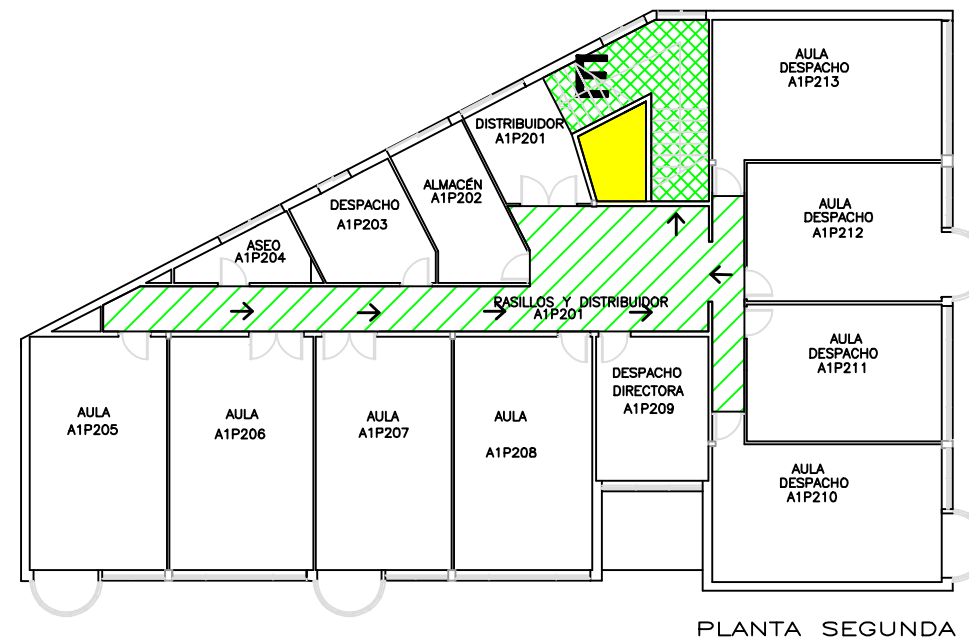 AULA
DESPACHO
A1P213
DISTRIBUIDOR
A1P201
ALMACÉN
A1P202
DESPACHO
A1P203
AULA
DESPACHO
A1P212
ASEO
A1P204
PASILLOS Y DISTRIBUIDOR
A1P201
AULA
DESPACHO
A1P211
DESPACHO
DIRECTORA
A1P209
AULA
A1P205
AULA
A1P206
AULA
A1P207
AULA
A1P208
AULA
DESPACHO
A1P210
PLANTA SEGUNDA